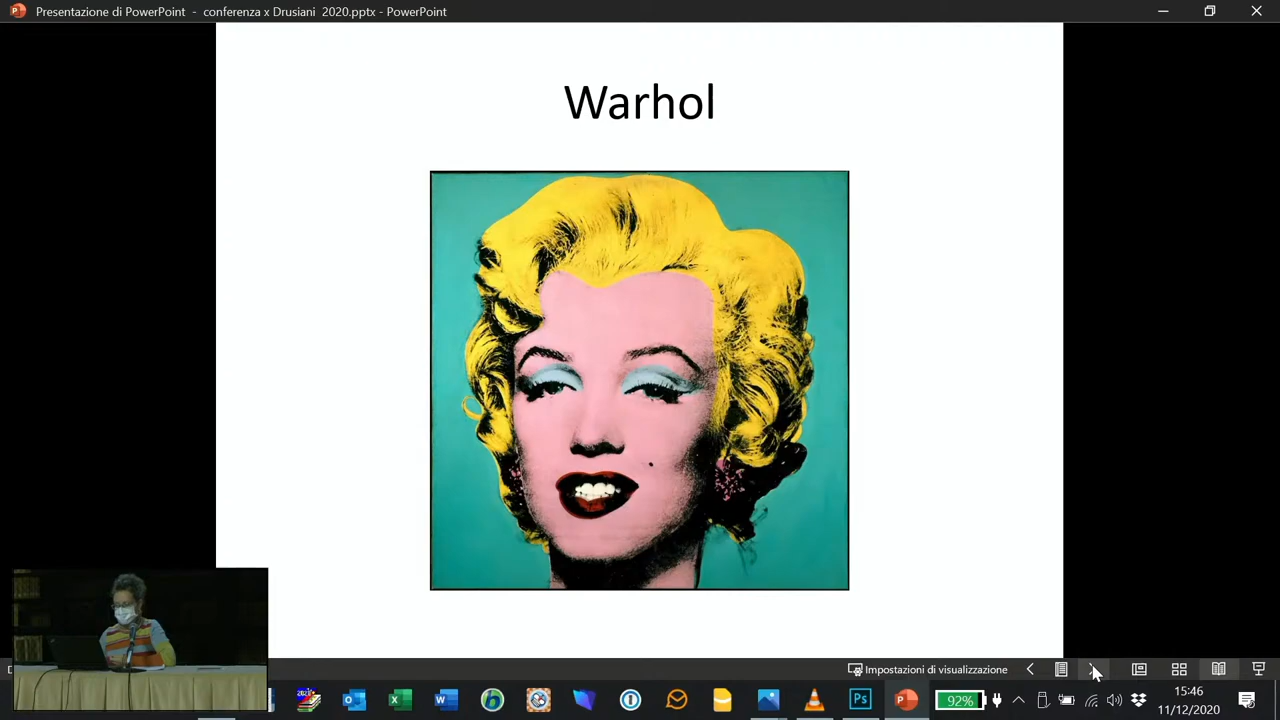 Presentazione di PowerPoint - conferenza x Drusiani 2020.pptx - PowerPoint
Warhol
Impostazioni di visualizzazione
92%
15:46
11/12/2020